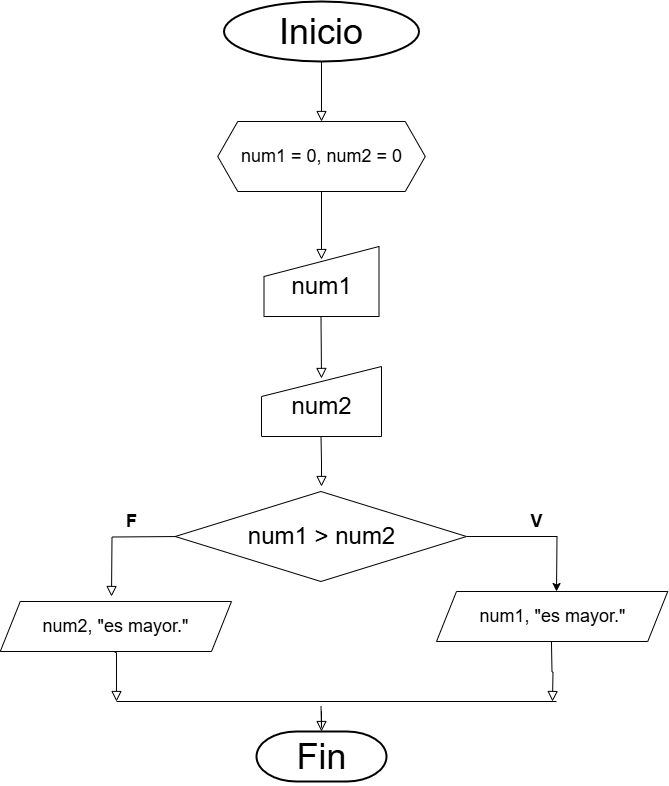 Inicio
num1 = 0, num2 = 0
num1
num2
num1 > num2
F
V
num2, "es mayor."
num1, "es mayor."
Fin